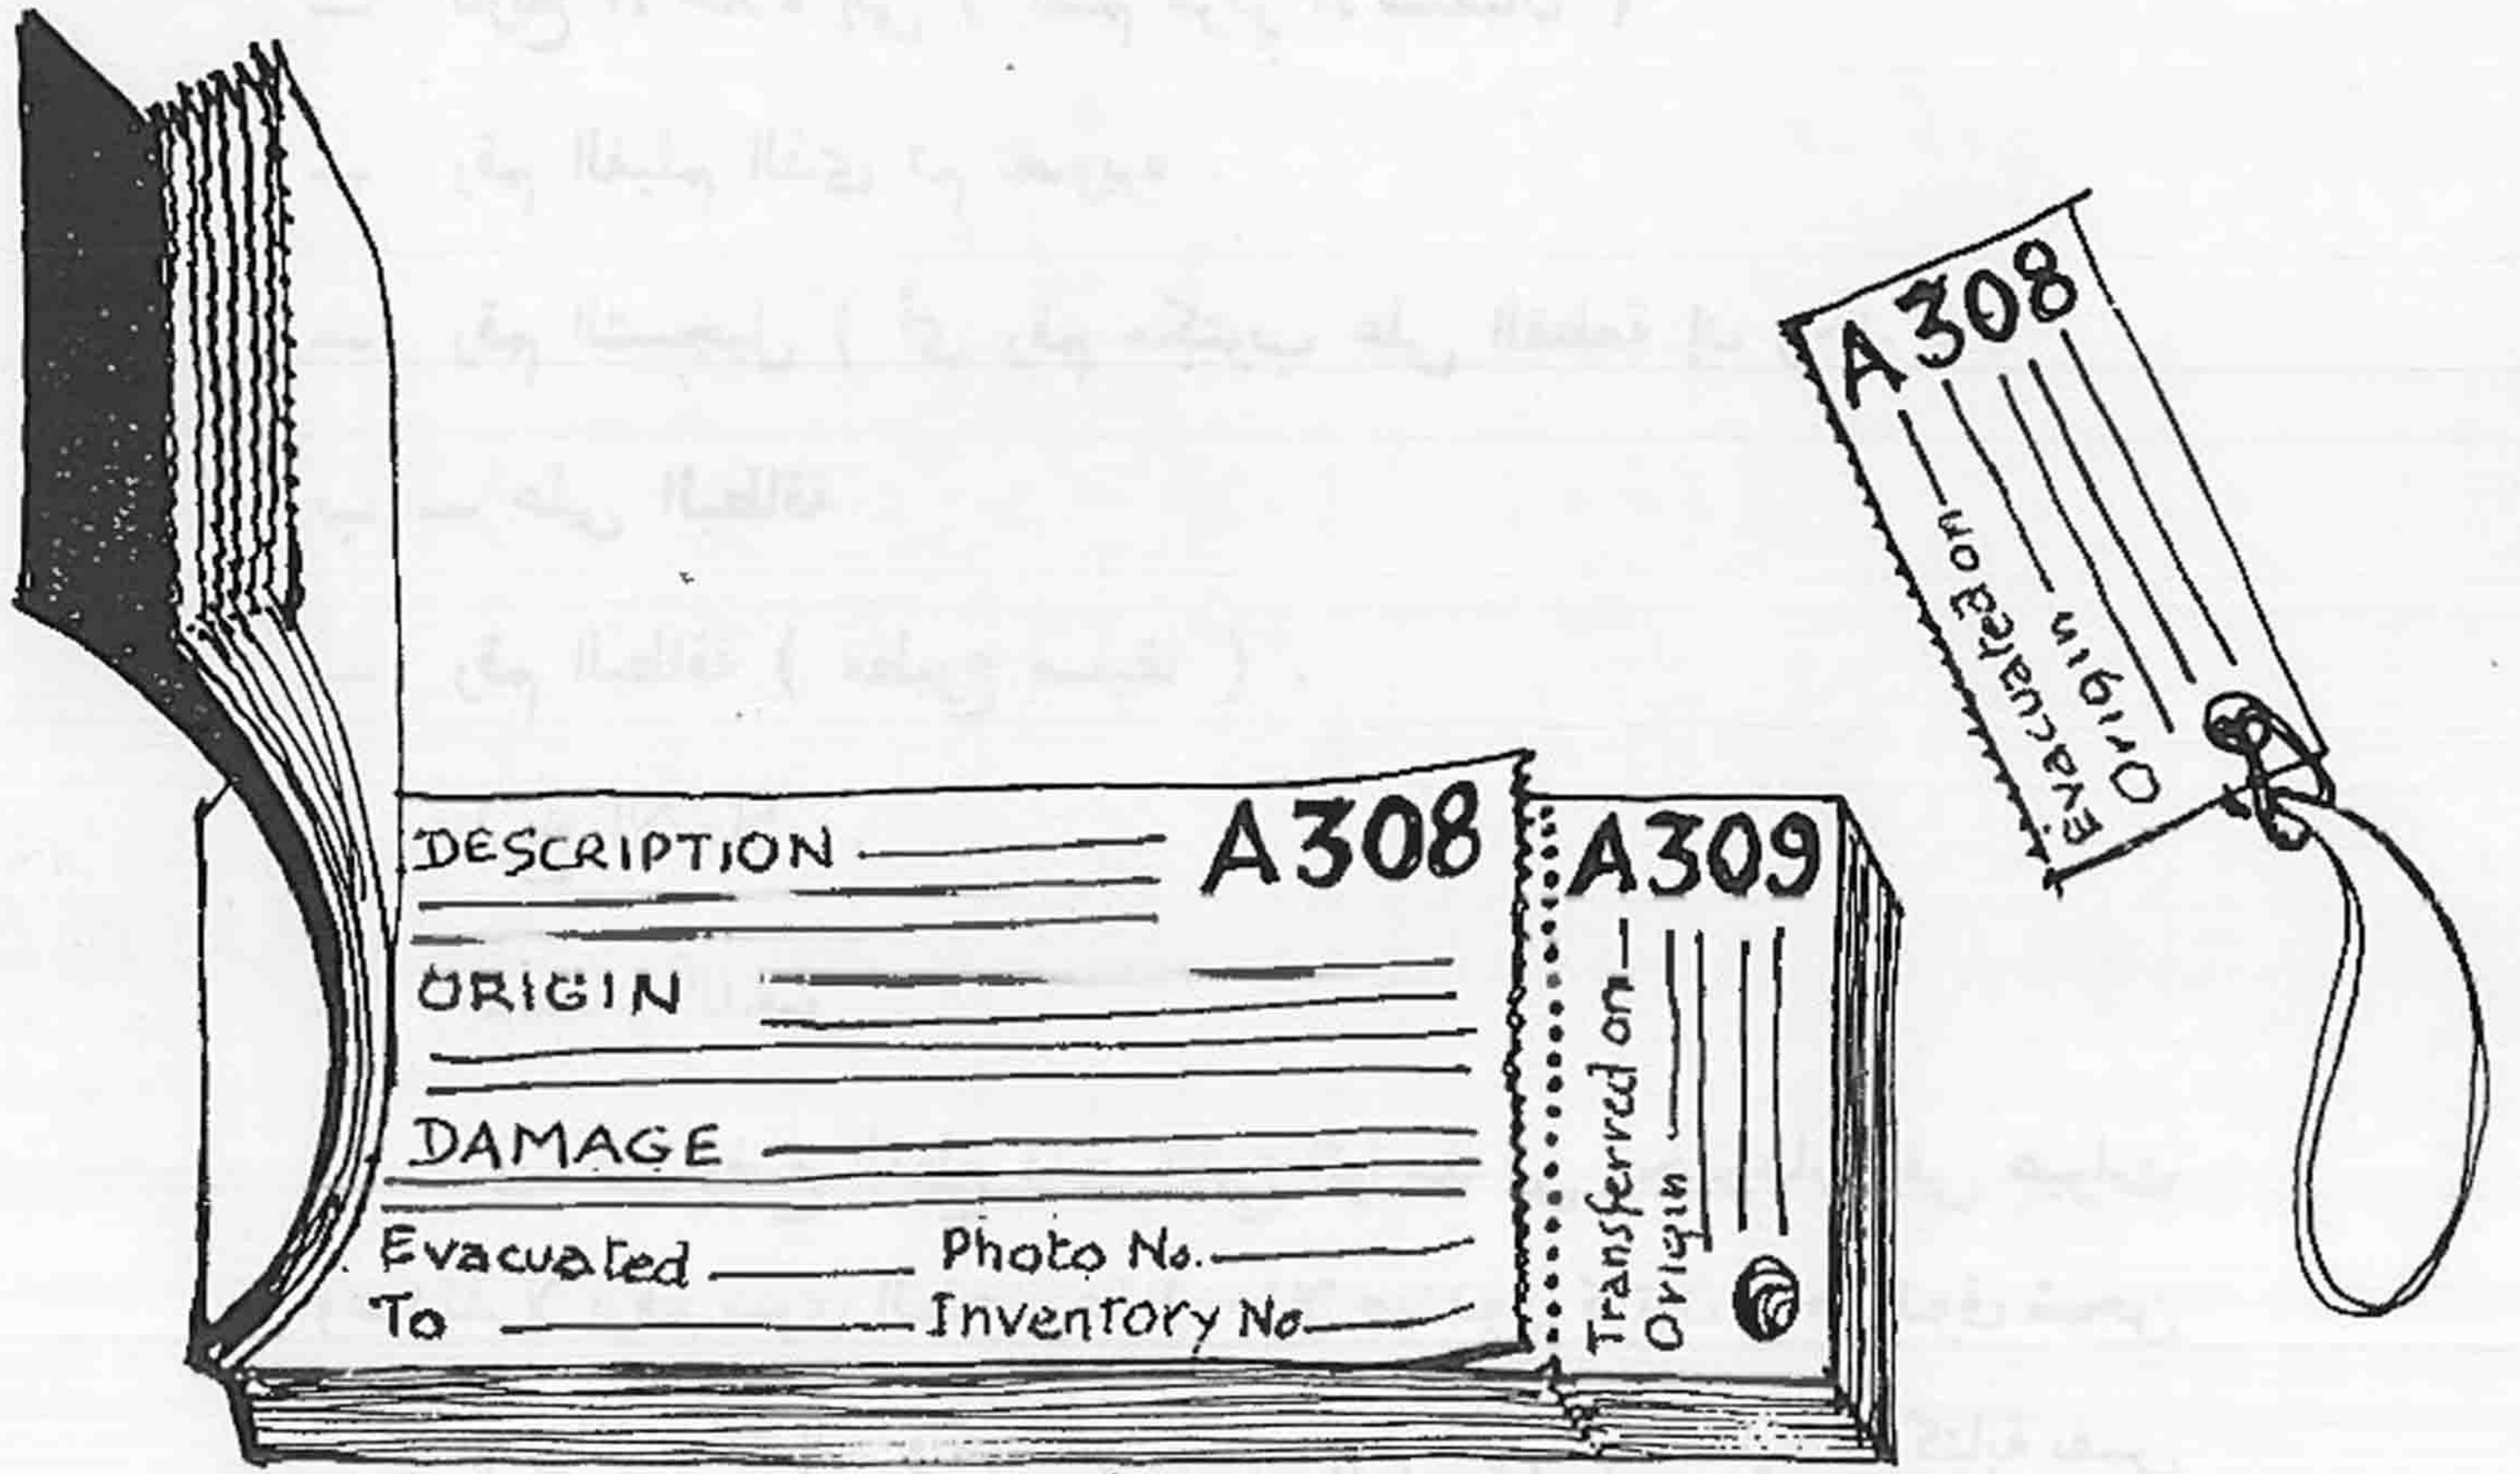 DESCRIPTION
A308
ORIGIN
DAMAGE
Evacuated
Photo No.
To
Inventory No.
A309
Transferred on
Origin
A308
Evacuated on
Origin